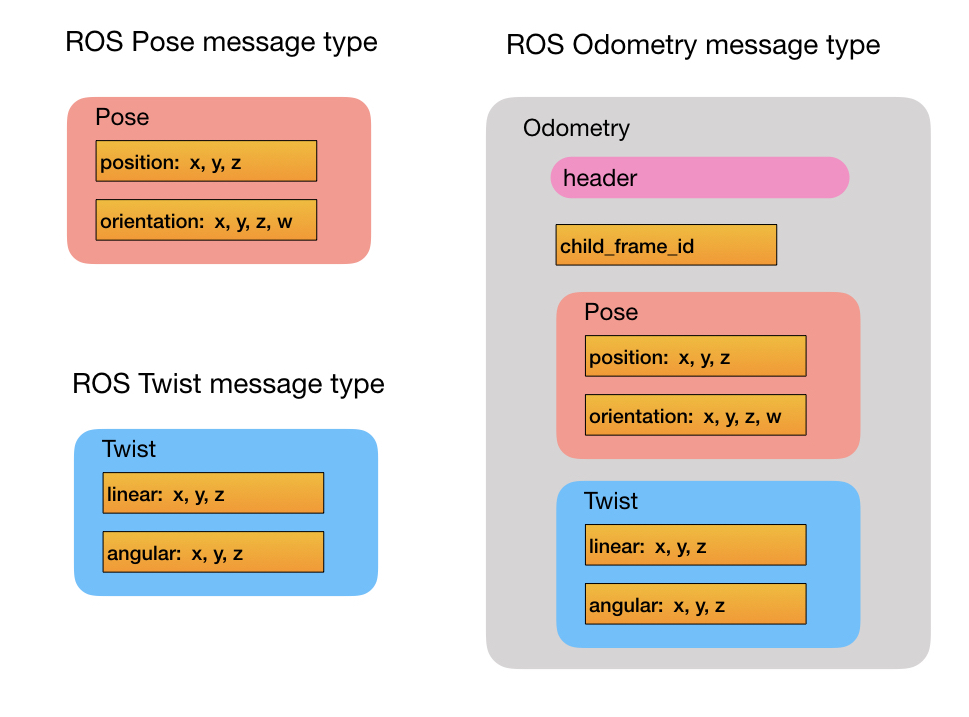 ROS Pose message type
Pose
position: x, y, z
orientation: x, y, z, w
ROS Twist message type
Twist
linear: x, y, z
angular: x, y, z
ROS Odometry message type
Odometry
header
child_frame_id
Pose
position: x, y, z
orientation: x, y, z, w
Twist
linear: x, y, z
angular: x, y, z